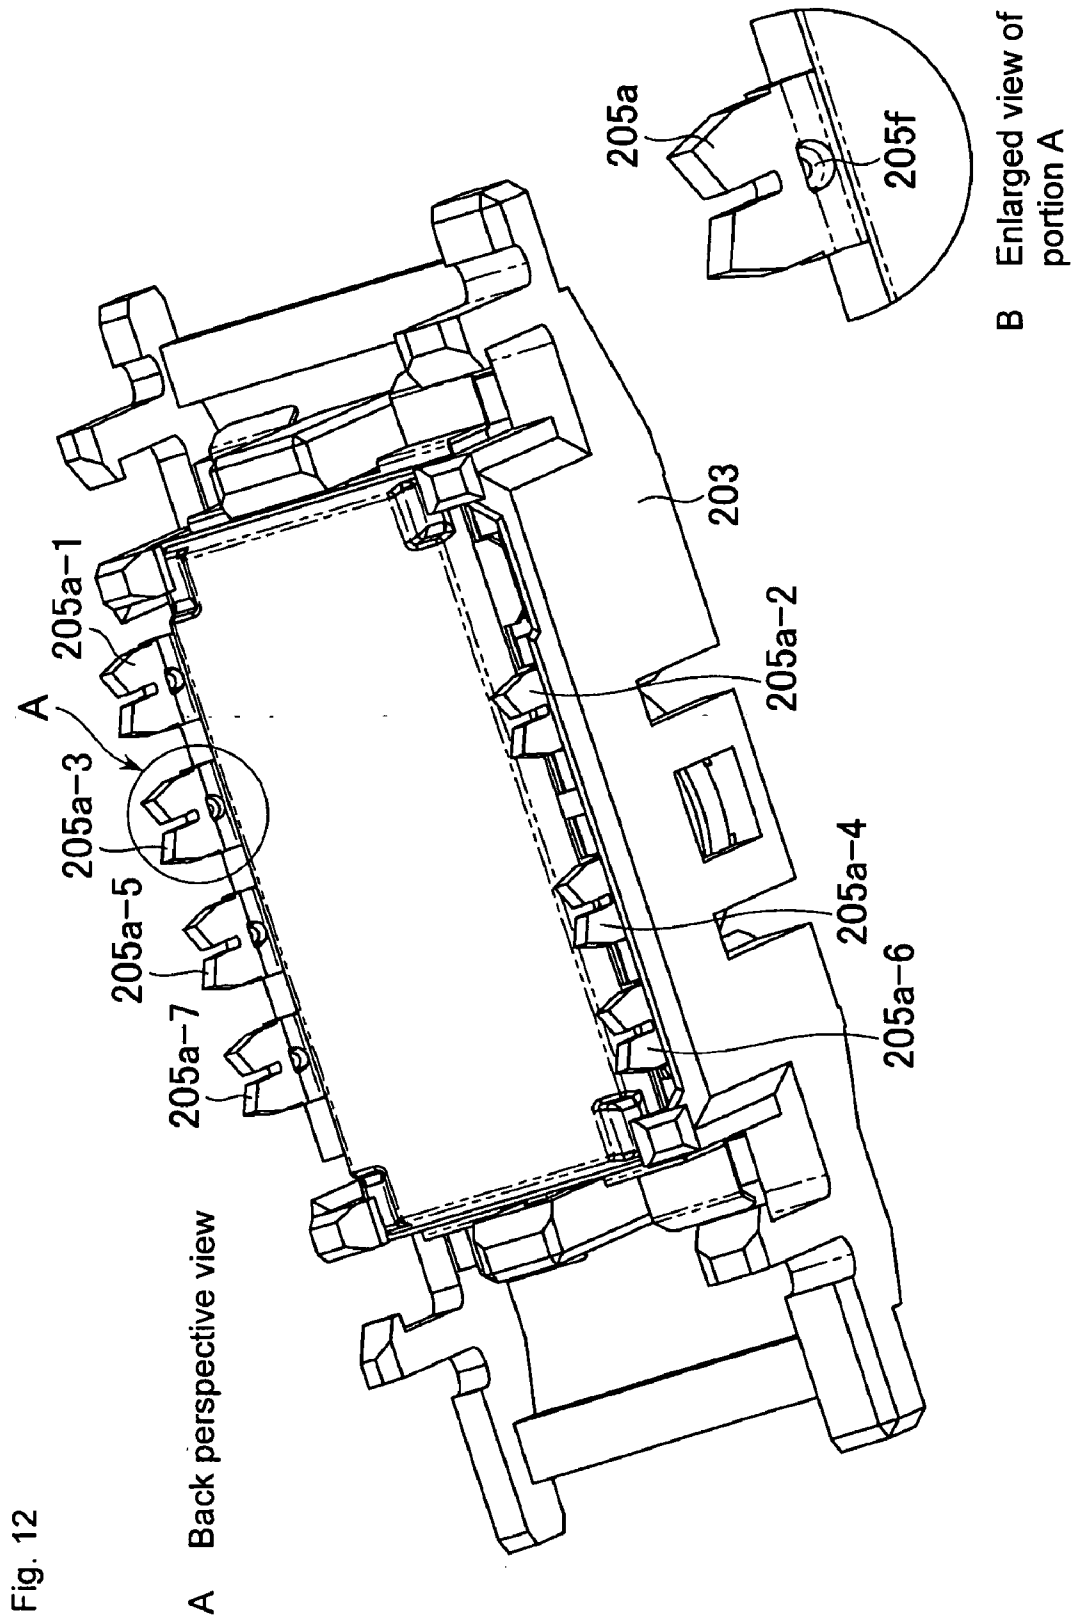 Fig. 12
A Back perspective view
205a-7
205a-5
205a-3
A
205a-1
205a-6
205a-4
205a-2
203
B Enlarged view of
portion A
205a
205f